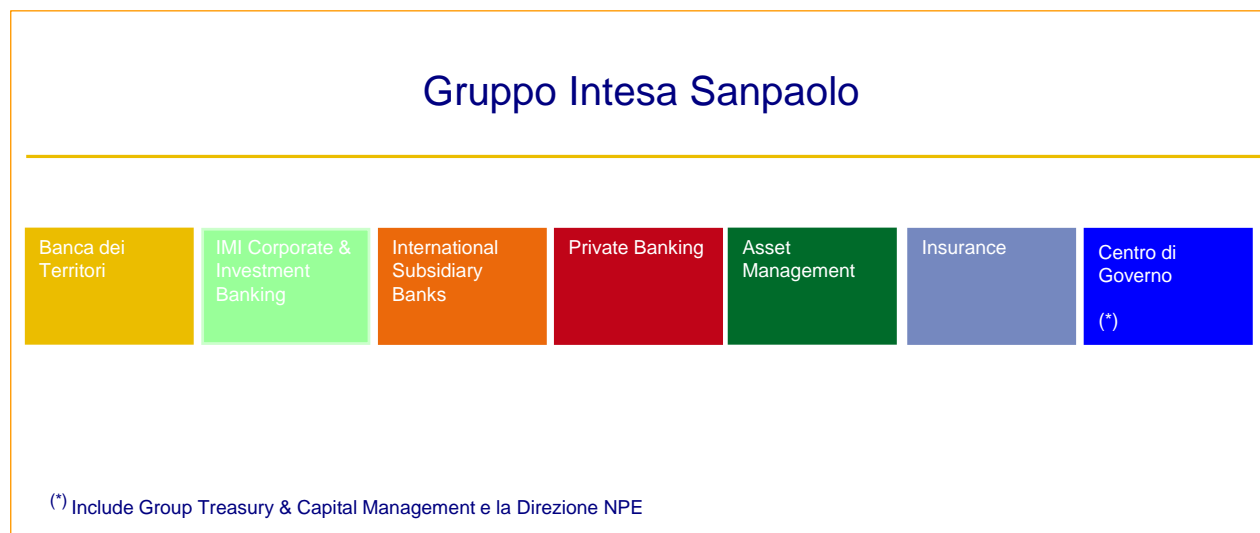 Gruppo Intesa Sanpaolo
Banca dei
Territori
IMI Corporate &
Investment
Banking
International
Subsidiary
Banks
Private Banking
Asset
Management
Insurance
Centro di
Governo
(*)
(*) Include Group Treasury & Capital Management e la Direzione NPE